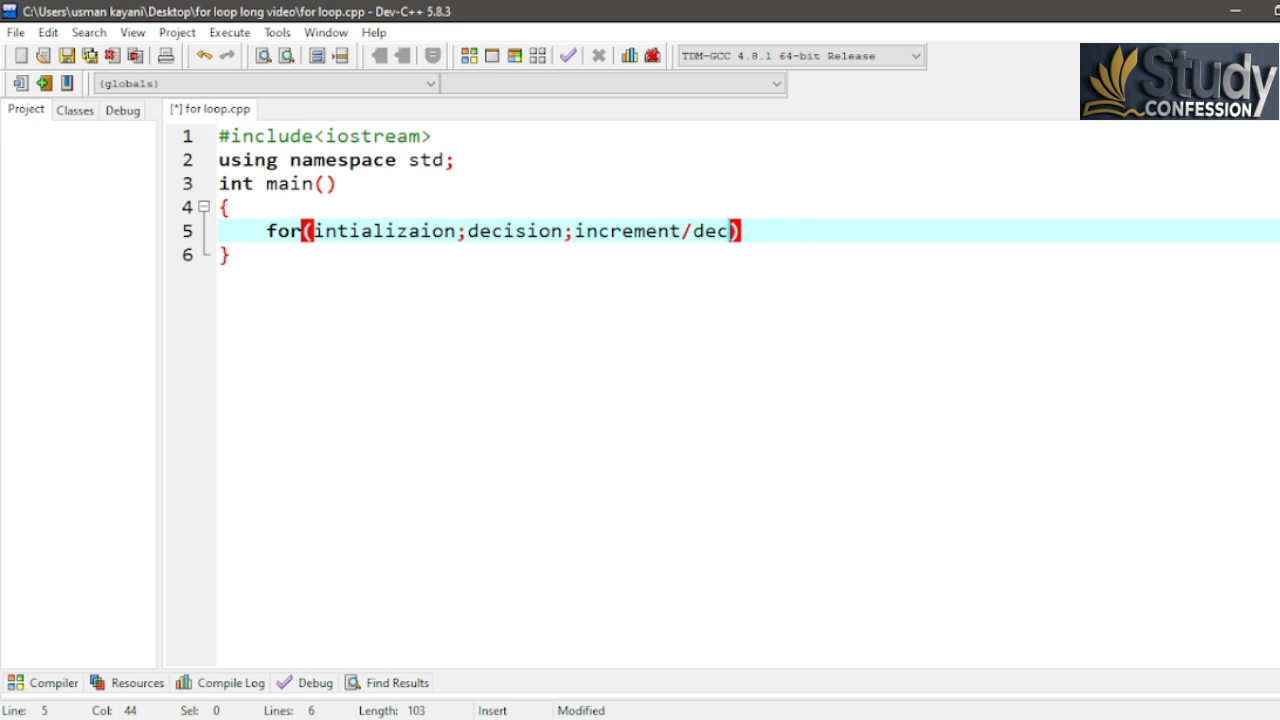 C:\Users\usman kayani\Desktop\for loop long video\for loop.cpp - Dev-C++ 5.8.3
File Edit Search View Project Execute Tools Window Help
TDM-GCC 4.8.1 64-bit Release
Study
CONFESSION
(globals)
Project Classes Debug [*] for loop.cpp
1 #include<iostream>
2 using namespace std;
3 int main()
4 {
5 for(intializaion;decision;increment/dec)
6 }
Compiler Resources Compile Log Debug Find Results
Line: 5 Col: 44 Sel: 0 Lines: 6 Length: 103 Insert Modified